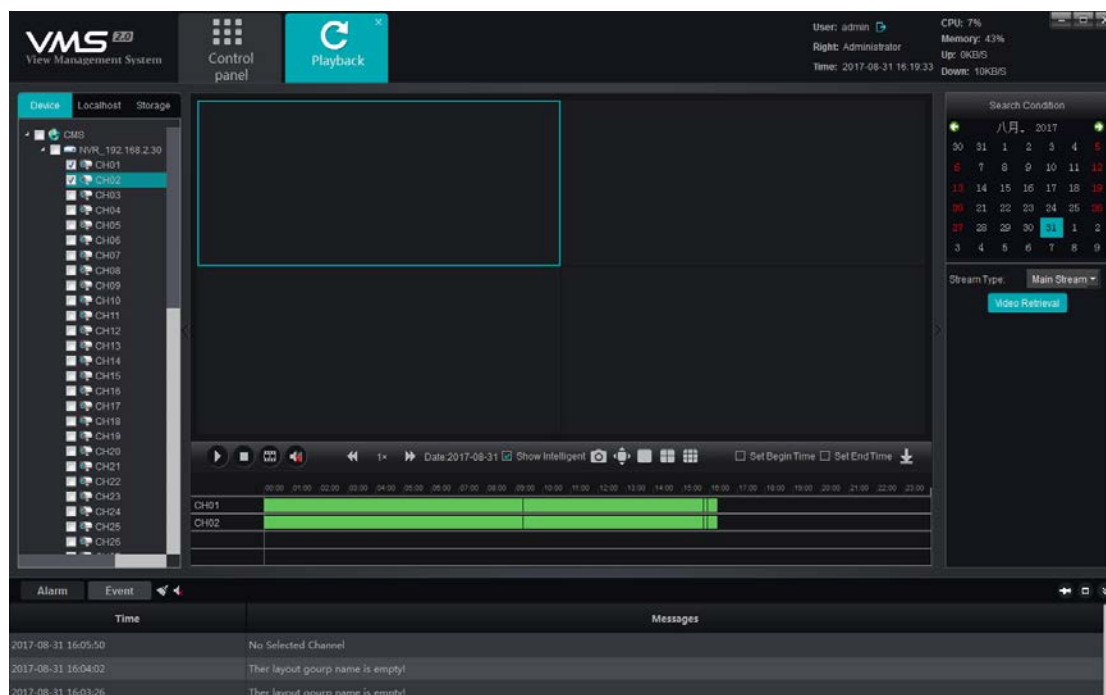 VMS 2.0
View Management System
Control
panel
Playback
User: admin
Right: Administrator
Time: 2017-08-31 16:19:33
CPU: 7%
Memory: 43%
Up: 0KB/S
Down: 10KB/S
Device Localhost Storage
CMS
NVR_192.168.2.30
CH01
CH02
CH03
CH04
CH05
CH06
CH07
CH08
CH09
CH10
CH11
CH12
CH13
CH14
CH15
CH16
CH17
CH18
CH19
CH20
CH21
CH22
CH23
CH24
CH25
CH26
Search Condition
八月. 2017
30 31 1 2 3 4 5
6 7 8 9 10 11 12
13 14 15 16 17 18 19
20 21 22 23 24 25 26
27 28 29 30 31 1 2
3 4 5 6 7 8 9
Stream Type: Main Stream
Video Retrieval
1× Date:2017-08-31 Show Intelligent Set Begin Time Set End Time
00:00 01:00 02:00 03:00 04:00 05:00 06:00 07:00 08:00 09:00 10:00 11:00 12:00 13:00 14:00 15:00 16:00 17:00 18:00 19:00 20:00 21:00 22:00 23:00
CH01
CH02
Alarm Event
Time Messages
2017-08-31 16:05:50 No Selected Channel
2017-08-31 16:04:02 Ther layout gourp name is empty!
2017-08-31 16:03:26 Ther layout gourp name is empty!